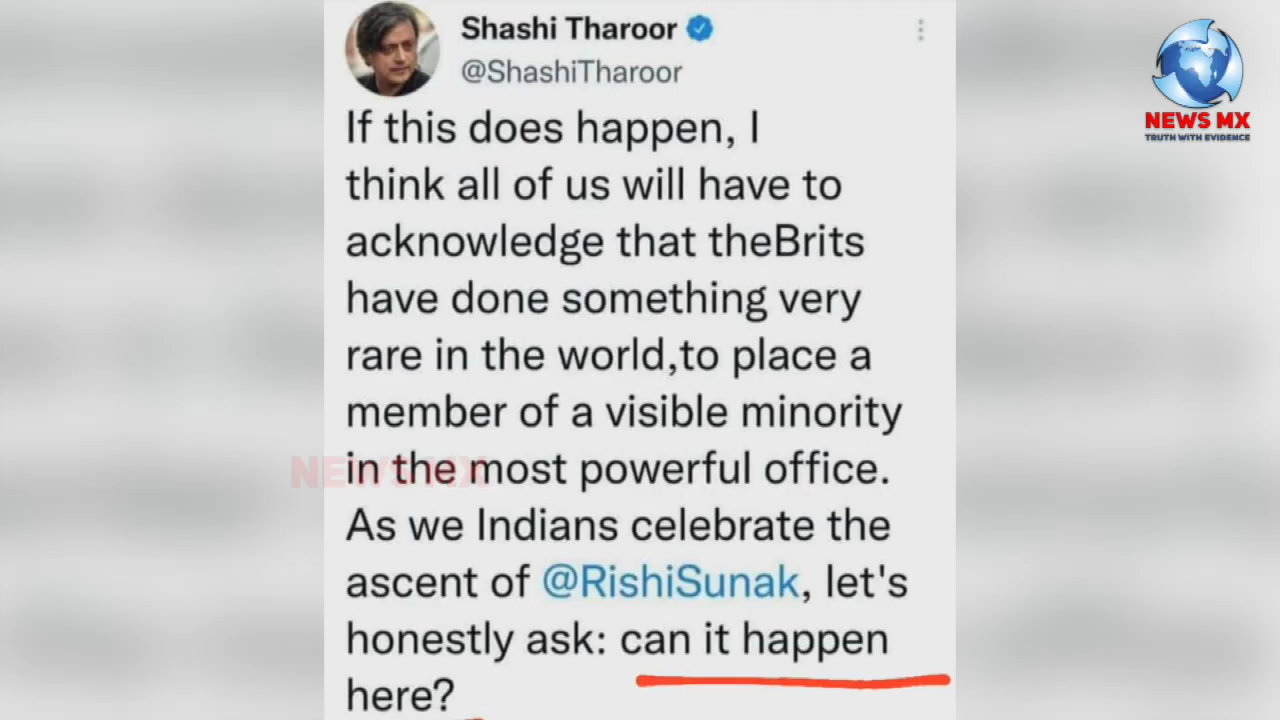 Shashi Tharoor
@ShashiTharoor
If this does happen, I
think all of us will have to
acknowledge that theBrits
have done something very
rare in the world,to place a
member of a visible minority
in the most powerful office.
As we Indians celebrate the
ascent of @RishiSunak, let's
honestly ask: can it happen
here?
NEWS MX
TRUTH WITH EVIDENCE
NEWS MX